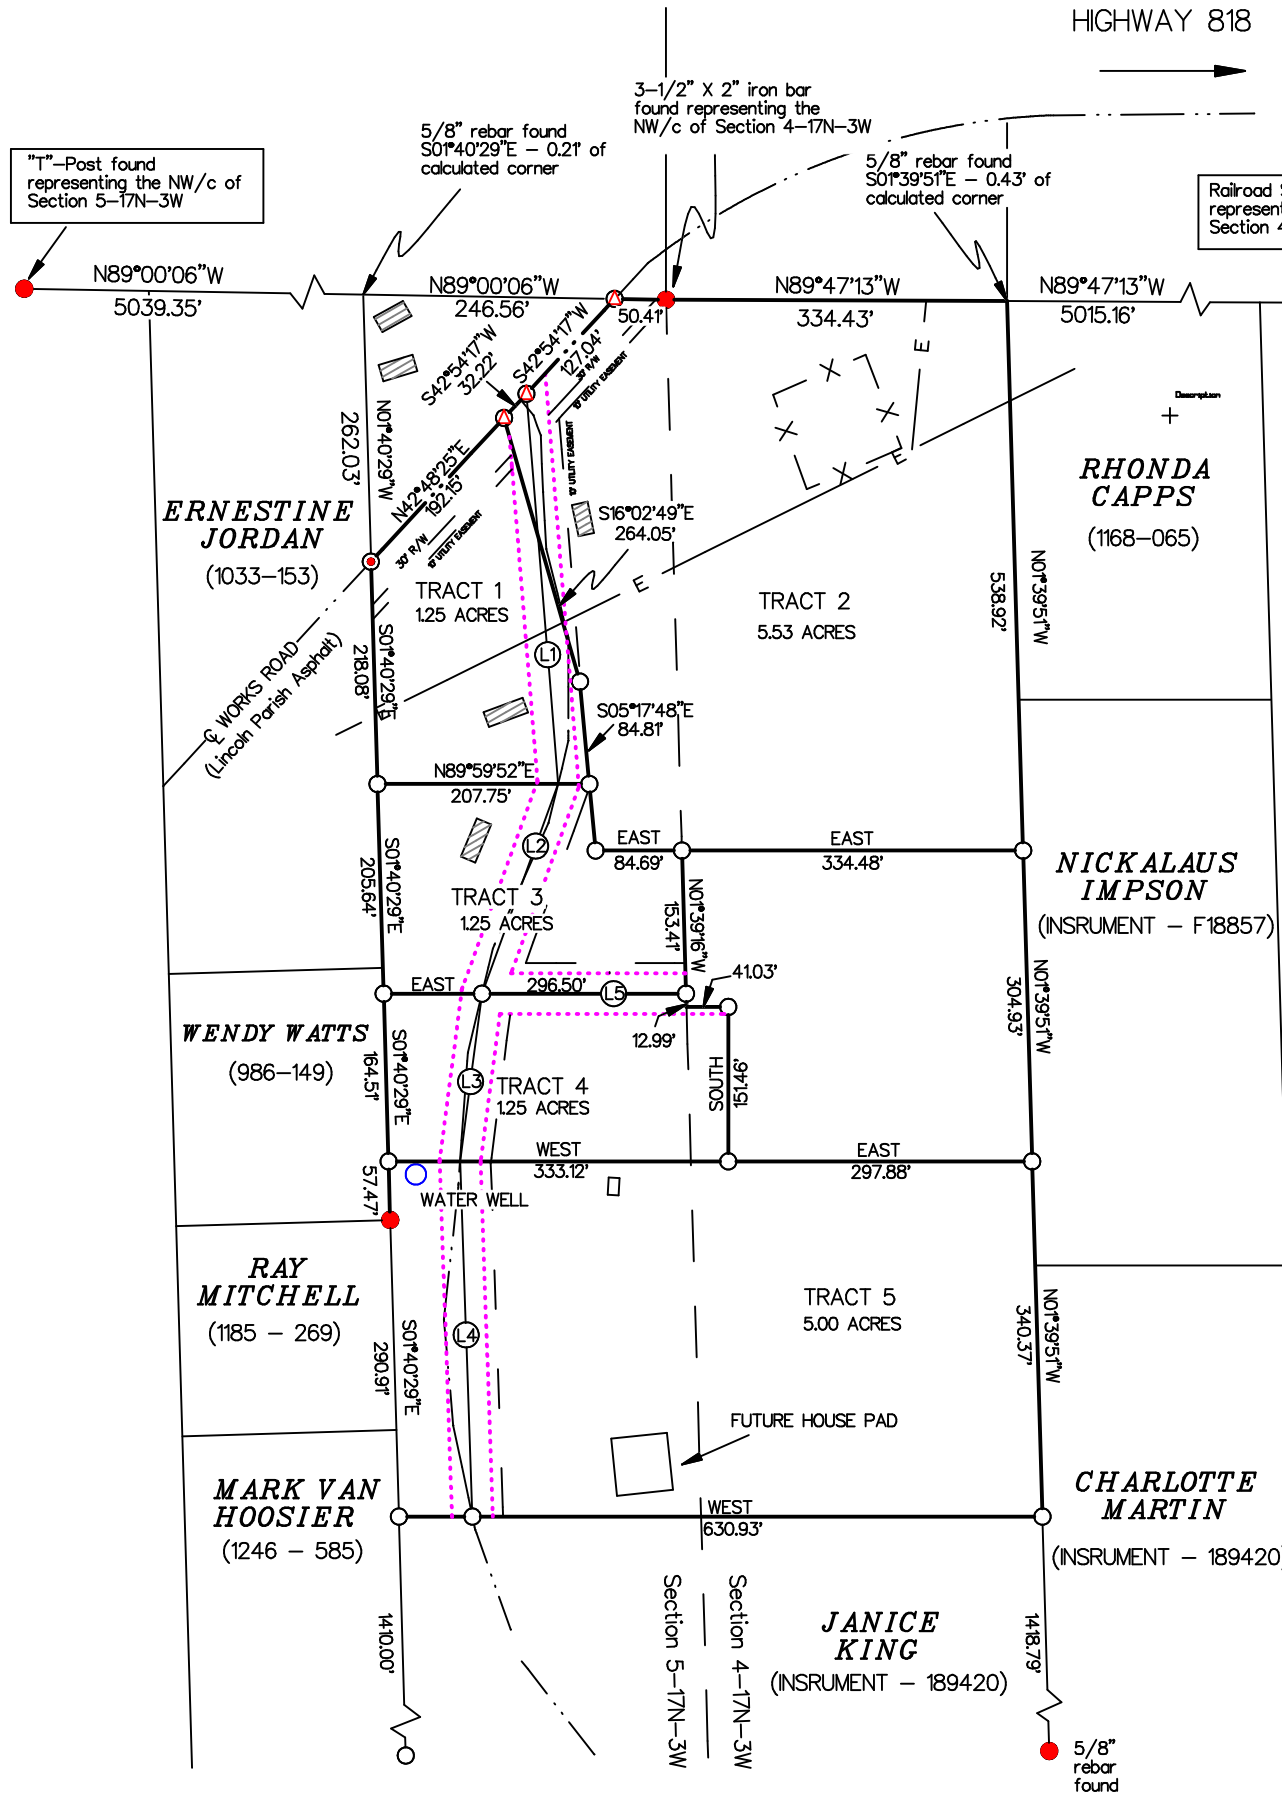 HIGHWAY 818
3-1/2" X 2" iron bar
found representing the
NW/c of Section 4-17N-3W
5/8" rebar found
S01°40'29"E - 0.21' of
calculated corner
"T"-Post found
representing the NW/c of
Section 5-17N-3W
5/8" rebar found
S01°39'51"E - 0.43' of
calculated corner
Railroad
represent
Section 4
N89°00'06"W
5039.35'
N89°00'06"W
246.56'
50.41'
N89°47'13"W
334.43'
N89°47'13"W
5015.16'
S42°54'17"W
32.22'
S42°54'17"W
127.04'
30' R/W
10' UTILITY EASEMENT
10' UTILITY EASEMENT
E
E
E
E
X
X
X
X
Description
N01°40'29"W
262.03'
N42°48'25"E
192.15'
30' R/W
10' UTILITY EASEMENT
S16°02'49"E
264.05'
ERNESTINE
JORDAN
(1033-153)
RHONDA
CAPPS
(1168-065)
TRACT 1
1.25 ACRES
TRACT 2
5.53 ACRES
538.92'
N01°39'51"W
S01°40'29"E
218.08'
E
L1
℄ WORKS ROAD
(Lincoln Parish Asphalt)
S05°17'48"E
84.81'
N89°59'52"E
207.75'
L2
EAST
84.69'
EAST
334.48'
S01°40'29"E
205.64'
TRACT 3
1.25 ACRES
N01°39'16"W
153.41'
NICKALAUS
IMPSON
(INSRUMENT - F18857)
EAST
296.50'
L5
41.03'
12.99'
304.93'
N01°39'51"W
WENDY WATTS
(986-149)
S01°40'29"E
164.51'
L3
TRACT 4
1.25 ACRES
SOUTH
151.46'
WEST
333.12'
EAST
297.88'
57.47'
WATER WELL
RAY
MITCHELL
(1185 - 269)
TRACT 5
5.00 ACRES
S01°40'29"E
290.91'
L4
340.37'
N01°39'51"W
FUTURE HOUSE PAD
MARK VAN
HOOSIER
(1246 - 585)
CHARLOTTE
MARTIN
(INSRUMENT - 189420)
WEST
630.93'
Section 5-17N-3W
Section 4-17N-3W
1410.00'
1418.79'
JANICE
KING
(INSRUMENT - 189420)
5/8"
rebar
found